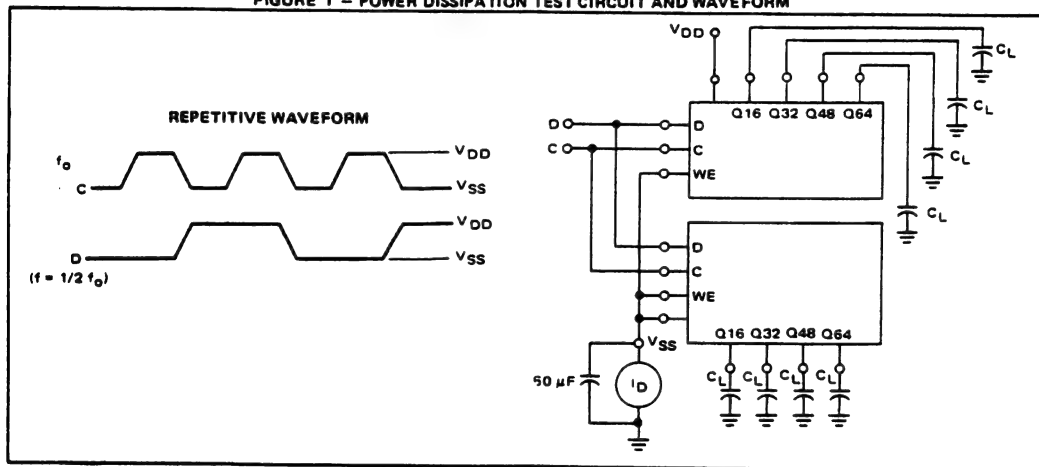 FIGURE 1 – POWER DISSIPATION TEST CIRCUIT AND WAVEFORM
REPETITIVE WAVEFORM
fo
C
VDD
VSS
D
(f = 1/2 fo)
VDD
VSS
VDD
CL
CL
CL
CL
Q16 Q32 Q48 Q64
D
C
D
C
WE
D
C
WE
Q16 Q32 Q48 Q64
VSS
50 µF
ID
CL CL CL CL